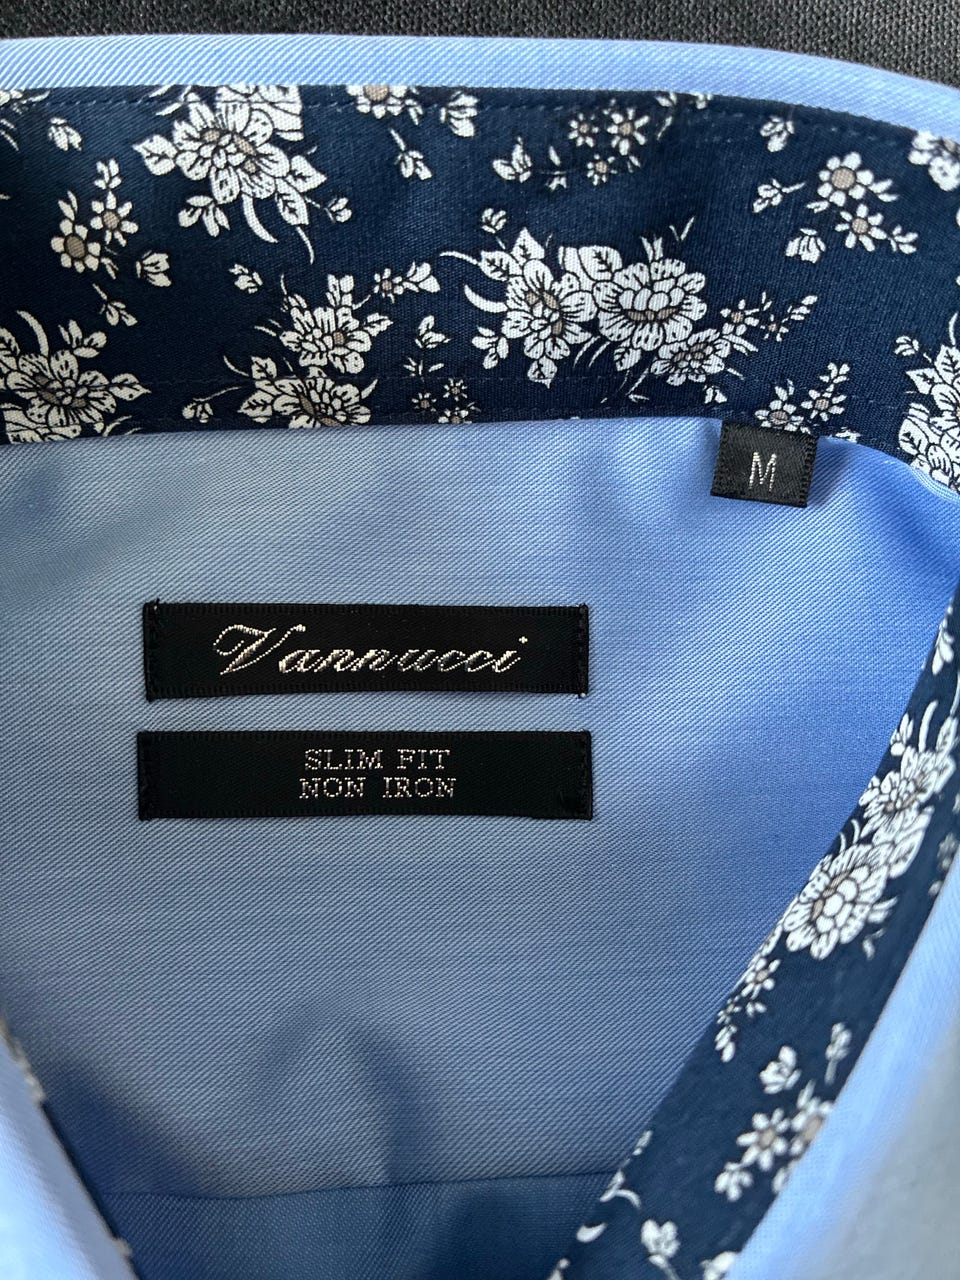 M
Vannucci
SLIM FIT
NON IRON